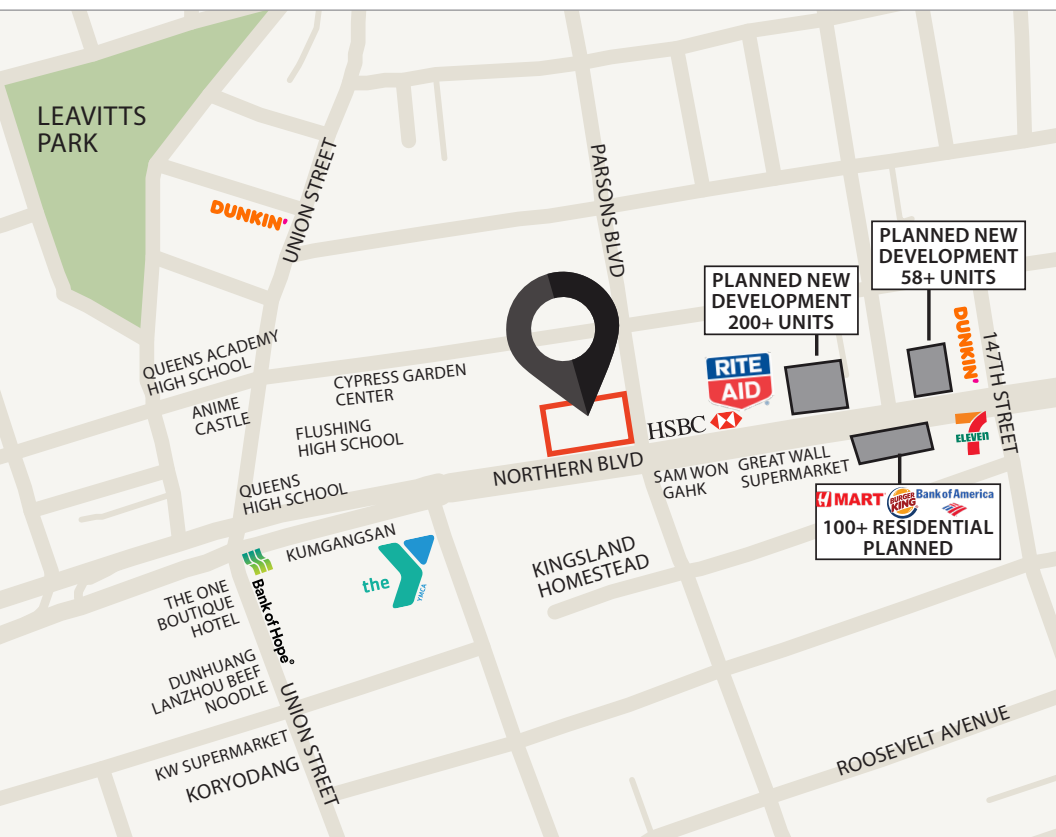 LEAVITTS
PARK
DUNKIN'
UNION STREET
PARSONS BLVD
PLANNED NEW
DEVELOPMENT
58+ UNITS
PLANNED NEW
DEVELOPMENT
200+ UNITS
DUNKIN'
147TH STREET
QUEENS ACADEMY
HIGH SCHOOL
CYPRESS GARDEN
CENTER
RITE
AID
ANIME
CASTLE
FLUSHING
HIGH SCHOOL
HSBC
7
ELEVEN
NORTHERN BLVD
SAM WON
GAHK
GREAT WALL
SUPERMARKET
QUEENS
HIGH SCHOOL
H MART
BURGER
KING
Bank of America
100+ RESIDENTIAL
PLANNED
KUMGANGSAN
the
YMCA
KINGSLAND
HOMESTEAD
Bank of Hope®
THE ONE
BOUTIQUE
HOTEL
DUNHUANG
LANZHOU BEEF
NOODLE
UNION STREET
KW SUPERMARKET
KORYODANG
ROOSEVELT AVENUE